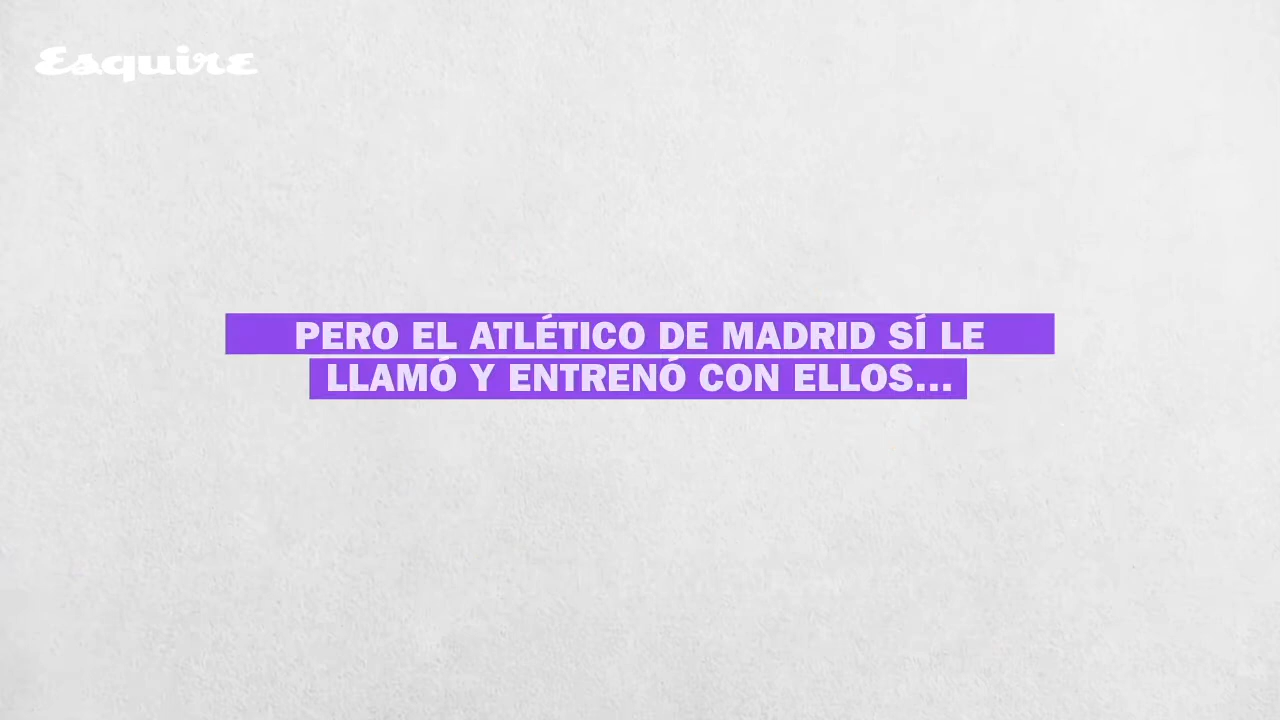 Esquire
PERO EL ATLÉTICO DE MADRID SÍ LE
LLAMÓ Y ENTRENÓ CON ELLOS...